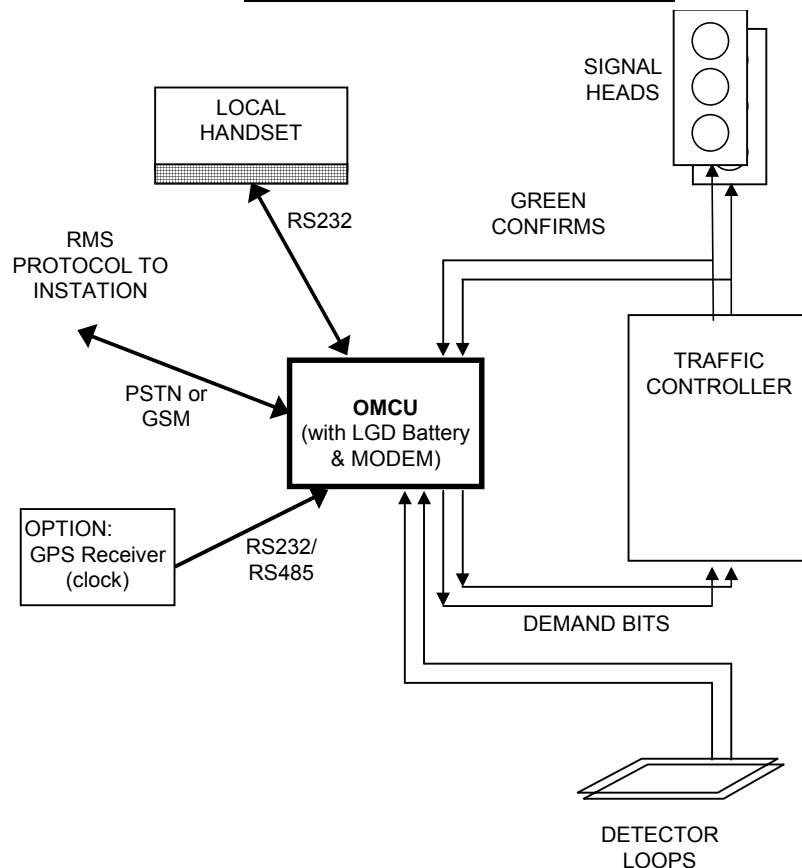 SIGNAL
HEADS
LOCAL
HANDSET
RS232
GREEN
CONFIRMS
RMS
PROTOCOL TO
INSTATION
PSTN or
GSM
OMCU
(with LGD Battery
& MODEM)
TRAFFIC
CONTROLLER
OPTION:
GPS Receiver
(clock)
RS232/
RS485
DEMAND BITS
DETECTOR
LOOPS